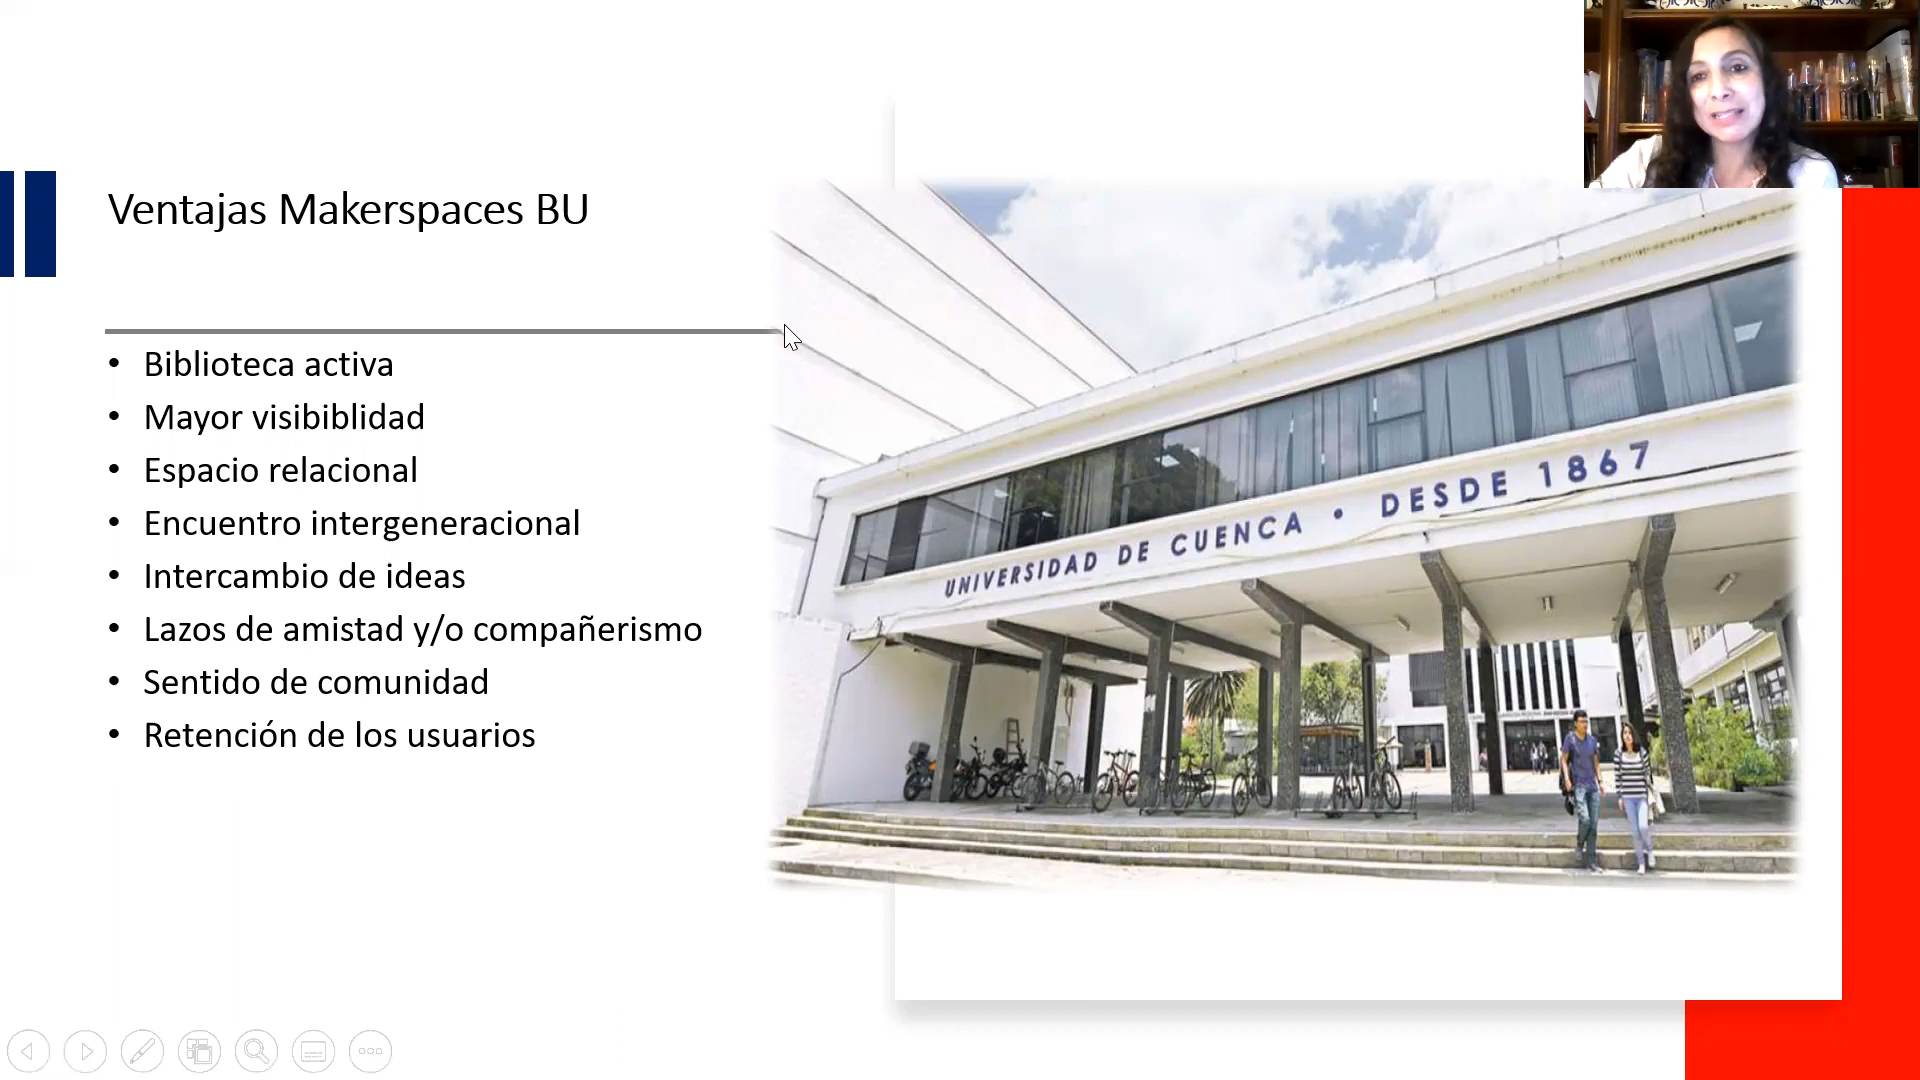 Ventajas Makerspaces BU
• Biblioteca activa
• Mayor visibiblidad
• Espacio relacional
• Encuentro intergeneracional
• Intercambio de ideas
• Lazos de amistad y/o compañerismo
• Sentido de comunidad
• Retención de los usuarios
UNIVERSIDAD DE CUENCA • DESDE 1867